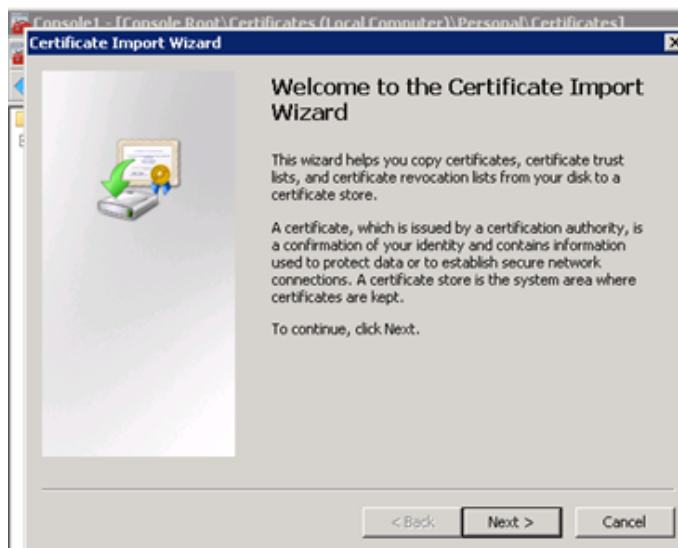 Console1 - [Console Root\Certificates (Local Computer)\Personal\Certificates]
Certificate Import Wizard
Welcome to the Certificate Import
Wizard
This wizard helps you copy certificates, certificate trust
lists, and certificate revocation lists from your disk to a
certificate store.
A certificate, which is issued by a certification authority, is
a confirmation of your identity and contains information
used to protect data or to establish secure network
connections. A certificate store is the system area where
certificates are kept.
To continue, click Next.
< Back
Next >
Cancel